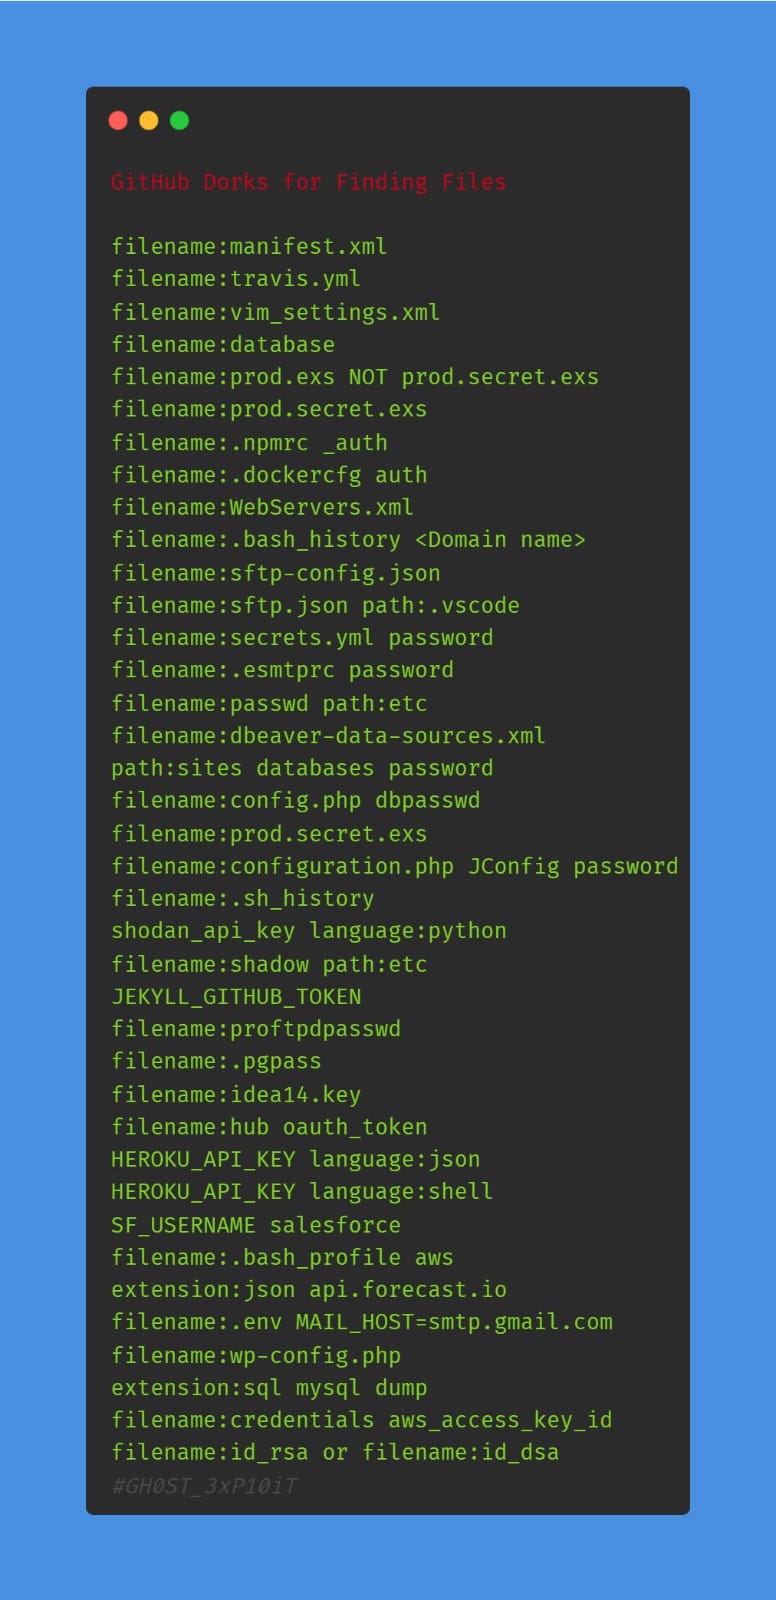 GitHub Dorks for Finding Files
filename:manifest.xml
filename:travis.yml
filename:vim_settings.xml
filename:database
filename:prod.exs NOT prod.secret.exs
filename:prod.secret.exs
filename:.npmrc _auth
filename:.dockercfg auth
filename:WebServers.xml
filename:.bash_history <Domain name>
filename:sftp-config.json
filename:sftp.json path:.vscode
filename:secrets.yml password
filename:.esmtprc password
filename:passwd path:etc
filename:dbeaver-data-sources.xml
path:sites databases password
filename:config.php dbpasswd
filename:prod.secret.exs
filename:configuration.php JConfig password
filename:.sh_history
shodan_api_key language:python
filename:shadow path:etc
JEKYLL_GITHUB_TOKEN
filename:proftpdpasswd
filename:.pgpass
filename:idea14.key
filename:hub oauth_token
HEROKU_API_KEY language:json
HEROKU_API_KEY language:shell
SF_USERNAME salesforce
filename:.bash_profile aws
extension:json api.forecast.io
filename:.env MAIL_HOST=smtp.gmail.com
filename:wp-config.php
extension:sql mysql dump
filename:credentials aws_access_key_id
filename:id_rsa or filename:id_dsa
#GH0ST_3xP10iT